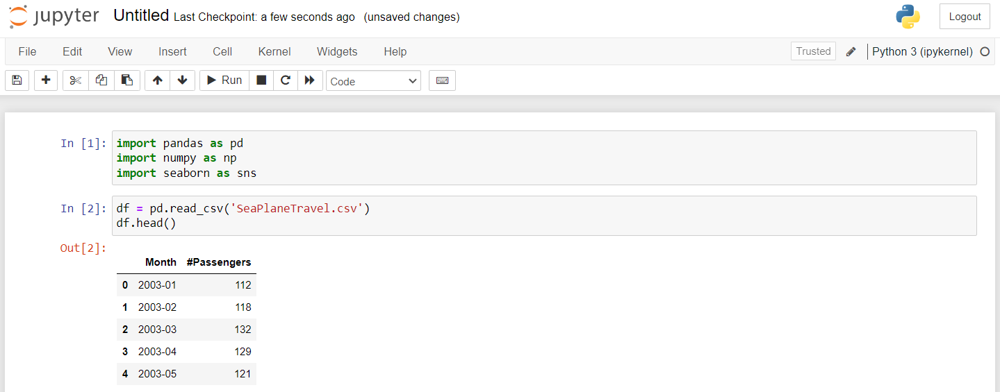 jupyter Untitled Last Checkpoint: a few seconds ago (unsaved changes) Logout
File Edit View Insert Cell Kernel Widgets Help Trusted Python 3 (ipykernel)
Run Code
In [1]: import pandas as pd
import numpy as np
import seaborn as sns
In [2]: df = pd.read_csv('SeaPlaneTravel.csv')
df.head()
Out[2]:
Month #Passengers
0 2003-01 112
1 2003-02 118
2 2003-03 132
3 2003-04 129
4 2003-05 121